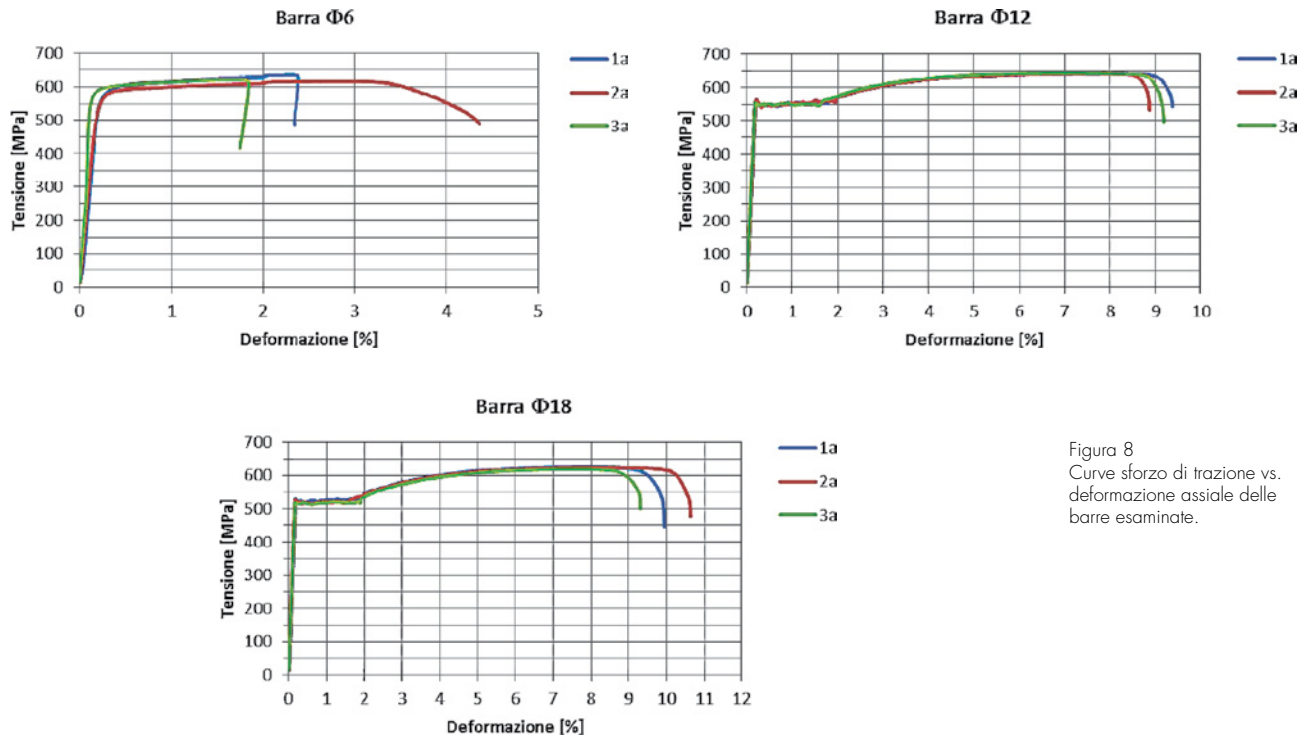 Barra Φ6
700
600
500
400
300
200
100
0
Tensione [MPa]
0 1 2 3 4 5
Deformazione [%]
1a
2a
3a
Barra Φ12
700
600
500
400
300
200
100
0
Tensione [MPa]
0 1 2 3 4 5 6 7 8 9 10
Deformazione [%]
1a
2a
3a
Barra Φ18
700
600
500
400
300
200
100
0
Tensione [MPa]
0 1 2 3 4 5 6 7 8 9 10 11 12
Deformazione [%]
1a
2a
3a
Figura 8
Curve sforzo di trazione vs.
deformazione assiale delle
barre esaminate.